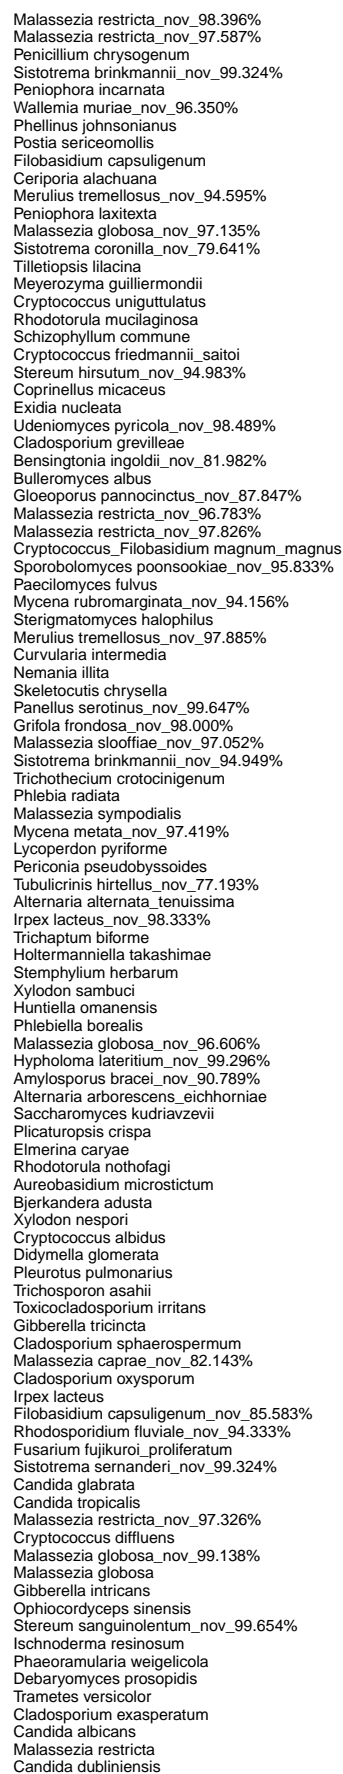 Malassezia restricta_nov_98.396%
Malassezia restricta_nov_97.587%
Penicillium chrysogenum
Sistotrema brinkmannii_nov_99.324%
Peniophora incarnata
Wallemia muriae_nov_96.350%
Phellinus johnsonianus
Postia sericeomollis
Filobasidium capsuligenum
Ceriporia alachuana
Merulius tremellosus_nov_94.595%
Peniophora laxitexta
Malassezia globosa_nov_97.135%
Sistotrema coronilla_nov_79.641%
Tilletiopsis lilacina
Meyerozyma guilliermondii
Cryptococcus uniguttulatus
Rhodotorula mucilaginosa
Schizophyllum commune
Cryptococcus friedmannii_saitoi
Stereum hirsutum_nov_94.983%
Coprinellus micaceus
Exidia nucleata
Udeniomyces pyricola_nov_98.489%
Cladosporium grevilleae
Bensingtonia ingoldii_nov_81.982%
Bulleromyces albus
Gloeoporus pannocinctus_nov_87.847%
Malassezia restricta_nov_96.783%
Malassezia restricta_nov_97.826%
Cryptococcus_Filobasidium magnum_magnus
Sporobolomyces poonsookiae_nov_95.833%
Paecilomyces fulvus
Mycena rubromarginata_nov_94.156%
Sterigmatomyces halophilus
Merulius tremellosus_nov_97.885%
Curvularia intermedia
Nemania illita
Skeletocutis chrysella
Panellus serotinus_nov_99.647%
Grifola frondosa_nov_98.000%
Malassezia slooffiae_nov_97.052%
Sistotrema brinkmannii_nov_94.949%
Trichothecium crotocinigenum
Phlebia radiata
Malassezia sympodialis
Mycena metata_nov_97.419%
Lycoperdon pyriforme
Periconia pseudobyssoides
Tubulicrinis hirtellus_nov_77.193%
Alternaria alternata_tenuissima
Irpex lacteus_nov_98.333%
Trichaptum biforme
Holtermanniella takashimae
Stemphylium herbarum
Xylodon sambuci
Huntiella omanensis
Phlebiella borealis
Malassezia globosa_nov_96.606%
Hypholoma lateritium_nov_99.296%
Amylosporus bracei_nov_90.789%
Alternaria arborescens_eichhorniae
Saccharomyces kudriavzevii
Plicaturopsis crispa
Elmerina caryae
Rhodotorula nothofagi
Aureobasidium microstictum
Bjerkandera adusta
Xylodon nespori
Cryptococcus albidus
Didymella glomerata
Pleurotus pulmonarius
Trichosporon asahii
Toxicocladosporium irritans
Gibberella tricincta
Cladosporium sphaerospermum
Malassezia caprae_nov_82.143%
Cladosporium oxysporum
Irpex lacteus
Filobasidium capsuligenum_nov_85.583%
Rhodosporidium fluviale_nov_94.333%
Fusarium fujikuroi_proliferatum
Sistotrema sernanderi_nov_99.324%
Candida glabrata
Candida tropicalis
Malassezia restricta_nov_97.326%
Cryptococcus diffluens
Malassezia globosa_nov_99.138%
Malassezia globosa
Gibberella intricans
Ophiocordyceps sinensis
Stereum sanguinolentum_nov_99.654%
Ischnoderma resinosum
Phaeoramularia weigelicola
Debaryomyces prosopidis
Trametes versicolor
Cladosporium exasperatum
Candida albicans
Malassezia restricta
Candida dubliniensis